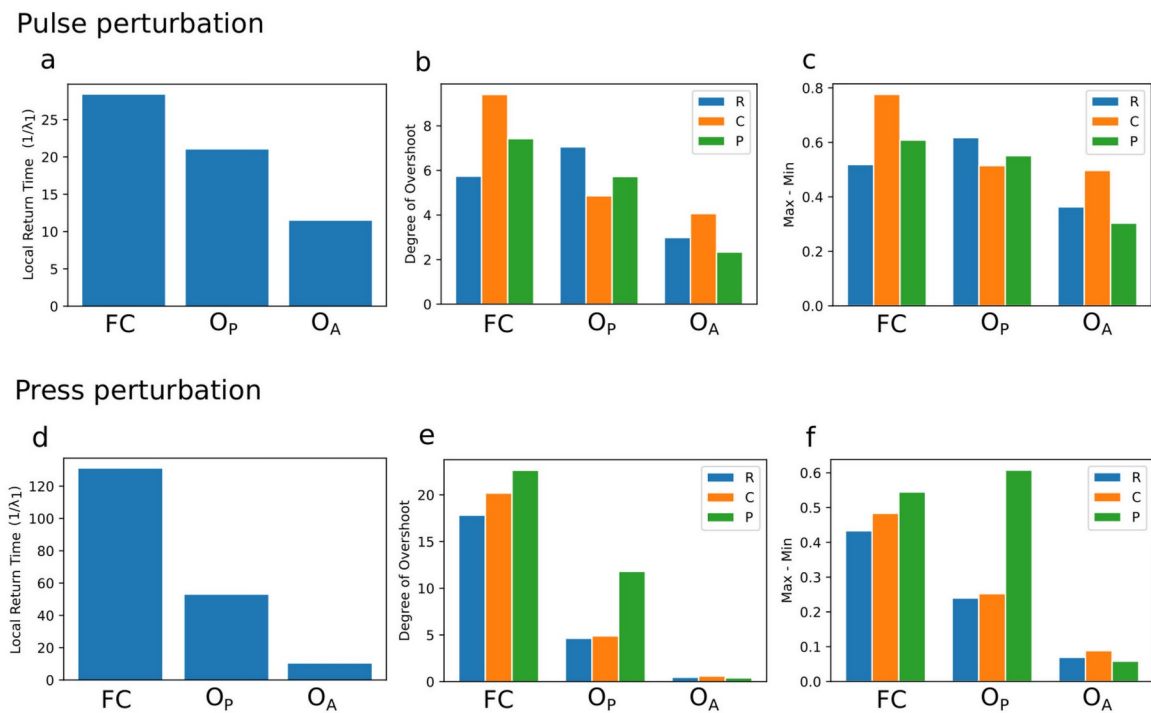 Pulse perturbation
a
Local Return Time (1/λ1)
25
20
15
10
5
0
FC OP OA
b
Degree of Overshoot
8
6
4
2
0
R
C
P
FC OP OA
c
Max - Min
0.8
0.6
0.4
0.2
0.0
R
C
P
FC OP OA
Press perturbation
d
Local Return Time (1/λ1)
120
100
80
60
40
20
0
FC OP OA
e
Degree of Overshoot
20
15
10
5
0
R
C
P
FC OP OA
f
Max - Min
0.6
0.5
0.4
0.3
0.2
0.1
0.0
R
C
P
FC OP OA